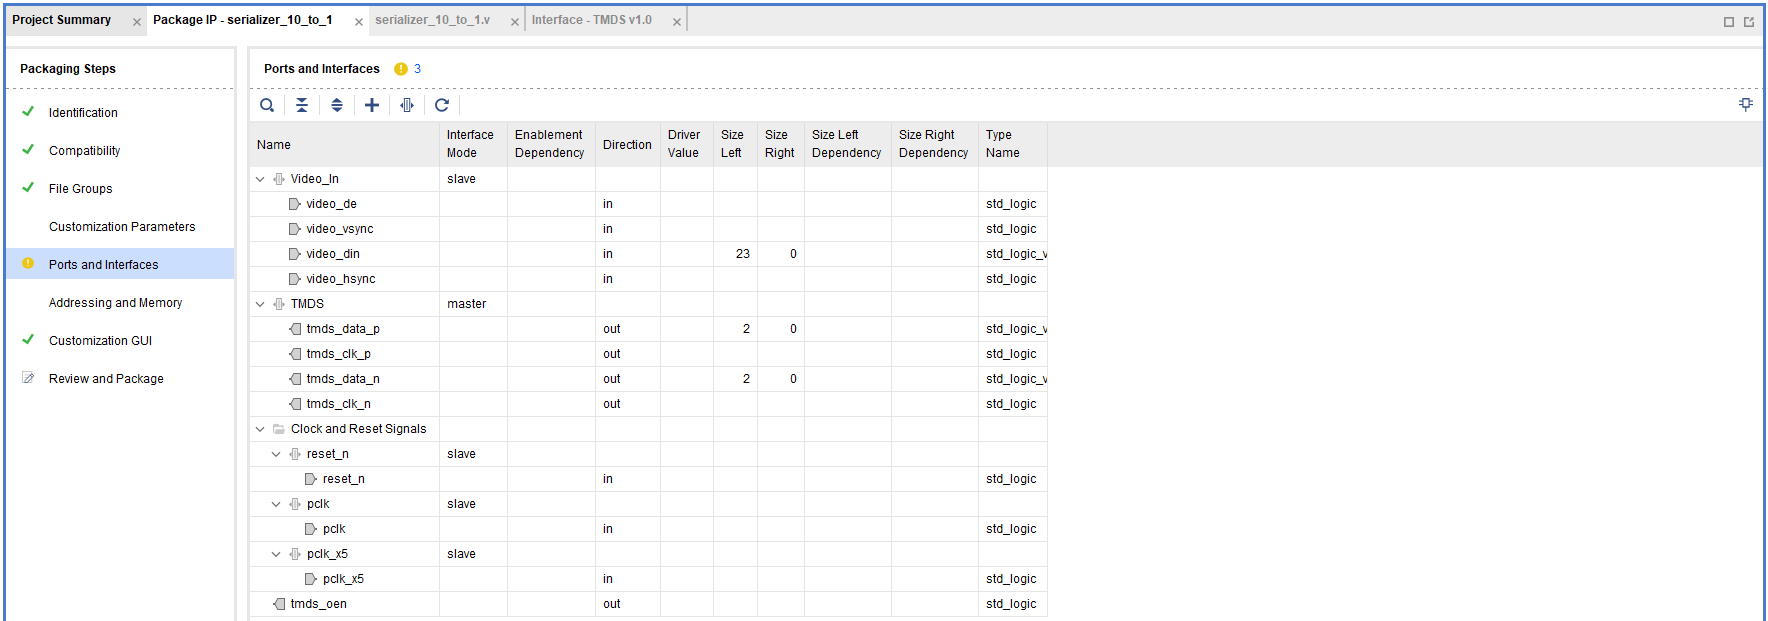 Project Summary
Package IP - serializer_10_to_1
serializer_10_to_1.v
Interface - TMDS v1.0
Packaging Steps
Identification
Compatibility
File Groups
Customization Parameters
Ports and Interfaces
Addressing and Memory
Customization GUI
Review and Package
Ports and Interfaces 3
Name
Interface Mode
Enablement Dependency
Direction
Driver Value
Size Left
Size Right
Size Left Dependency
Size Right Dependency
Type Name
Video_In slave
video_de in std_logic
video_vsync in std_logic
video_din in 23 0 std_logic_v
video_hsync in std_logic
TMDS master
tmds_data_p out 2 0 std_logic_v
tmds_clk_p out std_logic
tmds_data_n out 2 0 std_logic_v
tmds_clk_n out std_logic
Clock and Reset Signals
reset_n slave
reset_n in std_logic
pclk slave
pclk in std_logic
pclk_x5 slave
pclk_x5 in std_logic
tmds_oen out std_logic